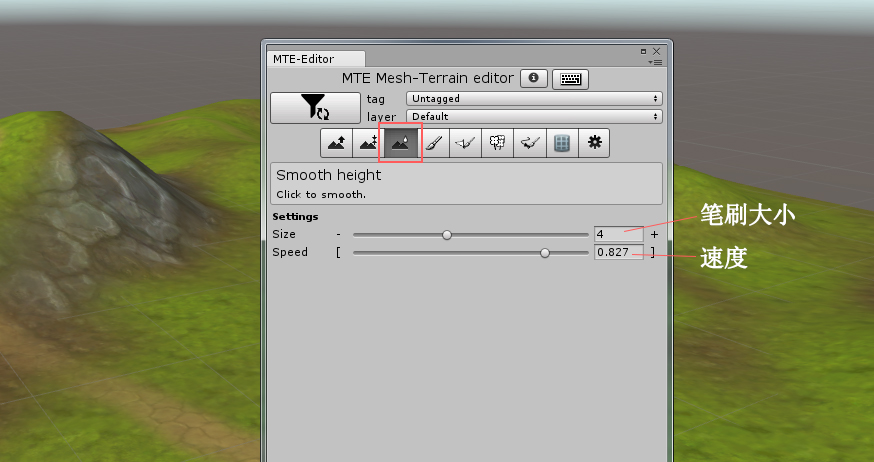 MTE-Editor
MTE Mesh-Terrain editor
tag Untagged
layer Default
Smooth height
Click to smooth.
Settings
Size - 4 +
笔刷大小
Speed [ 0.827 ]
速度